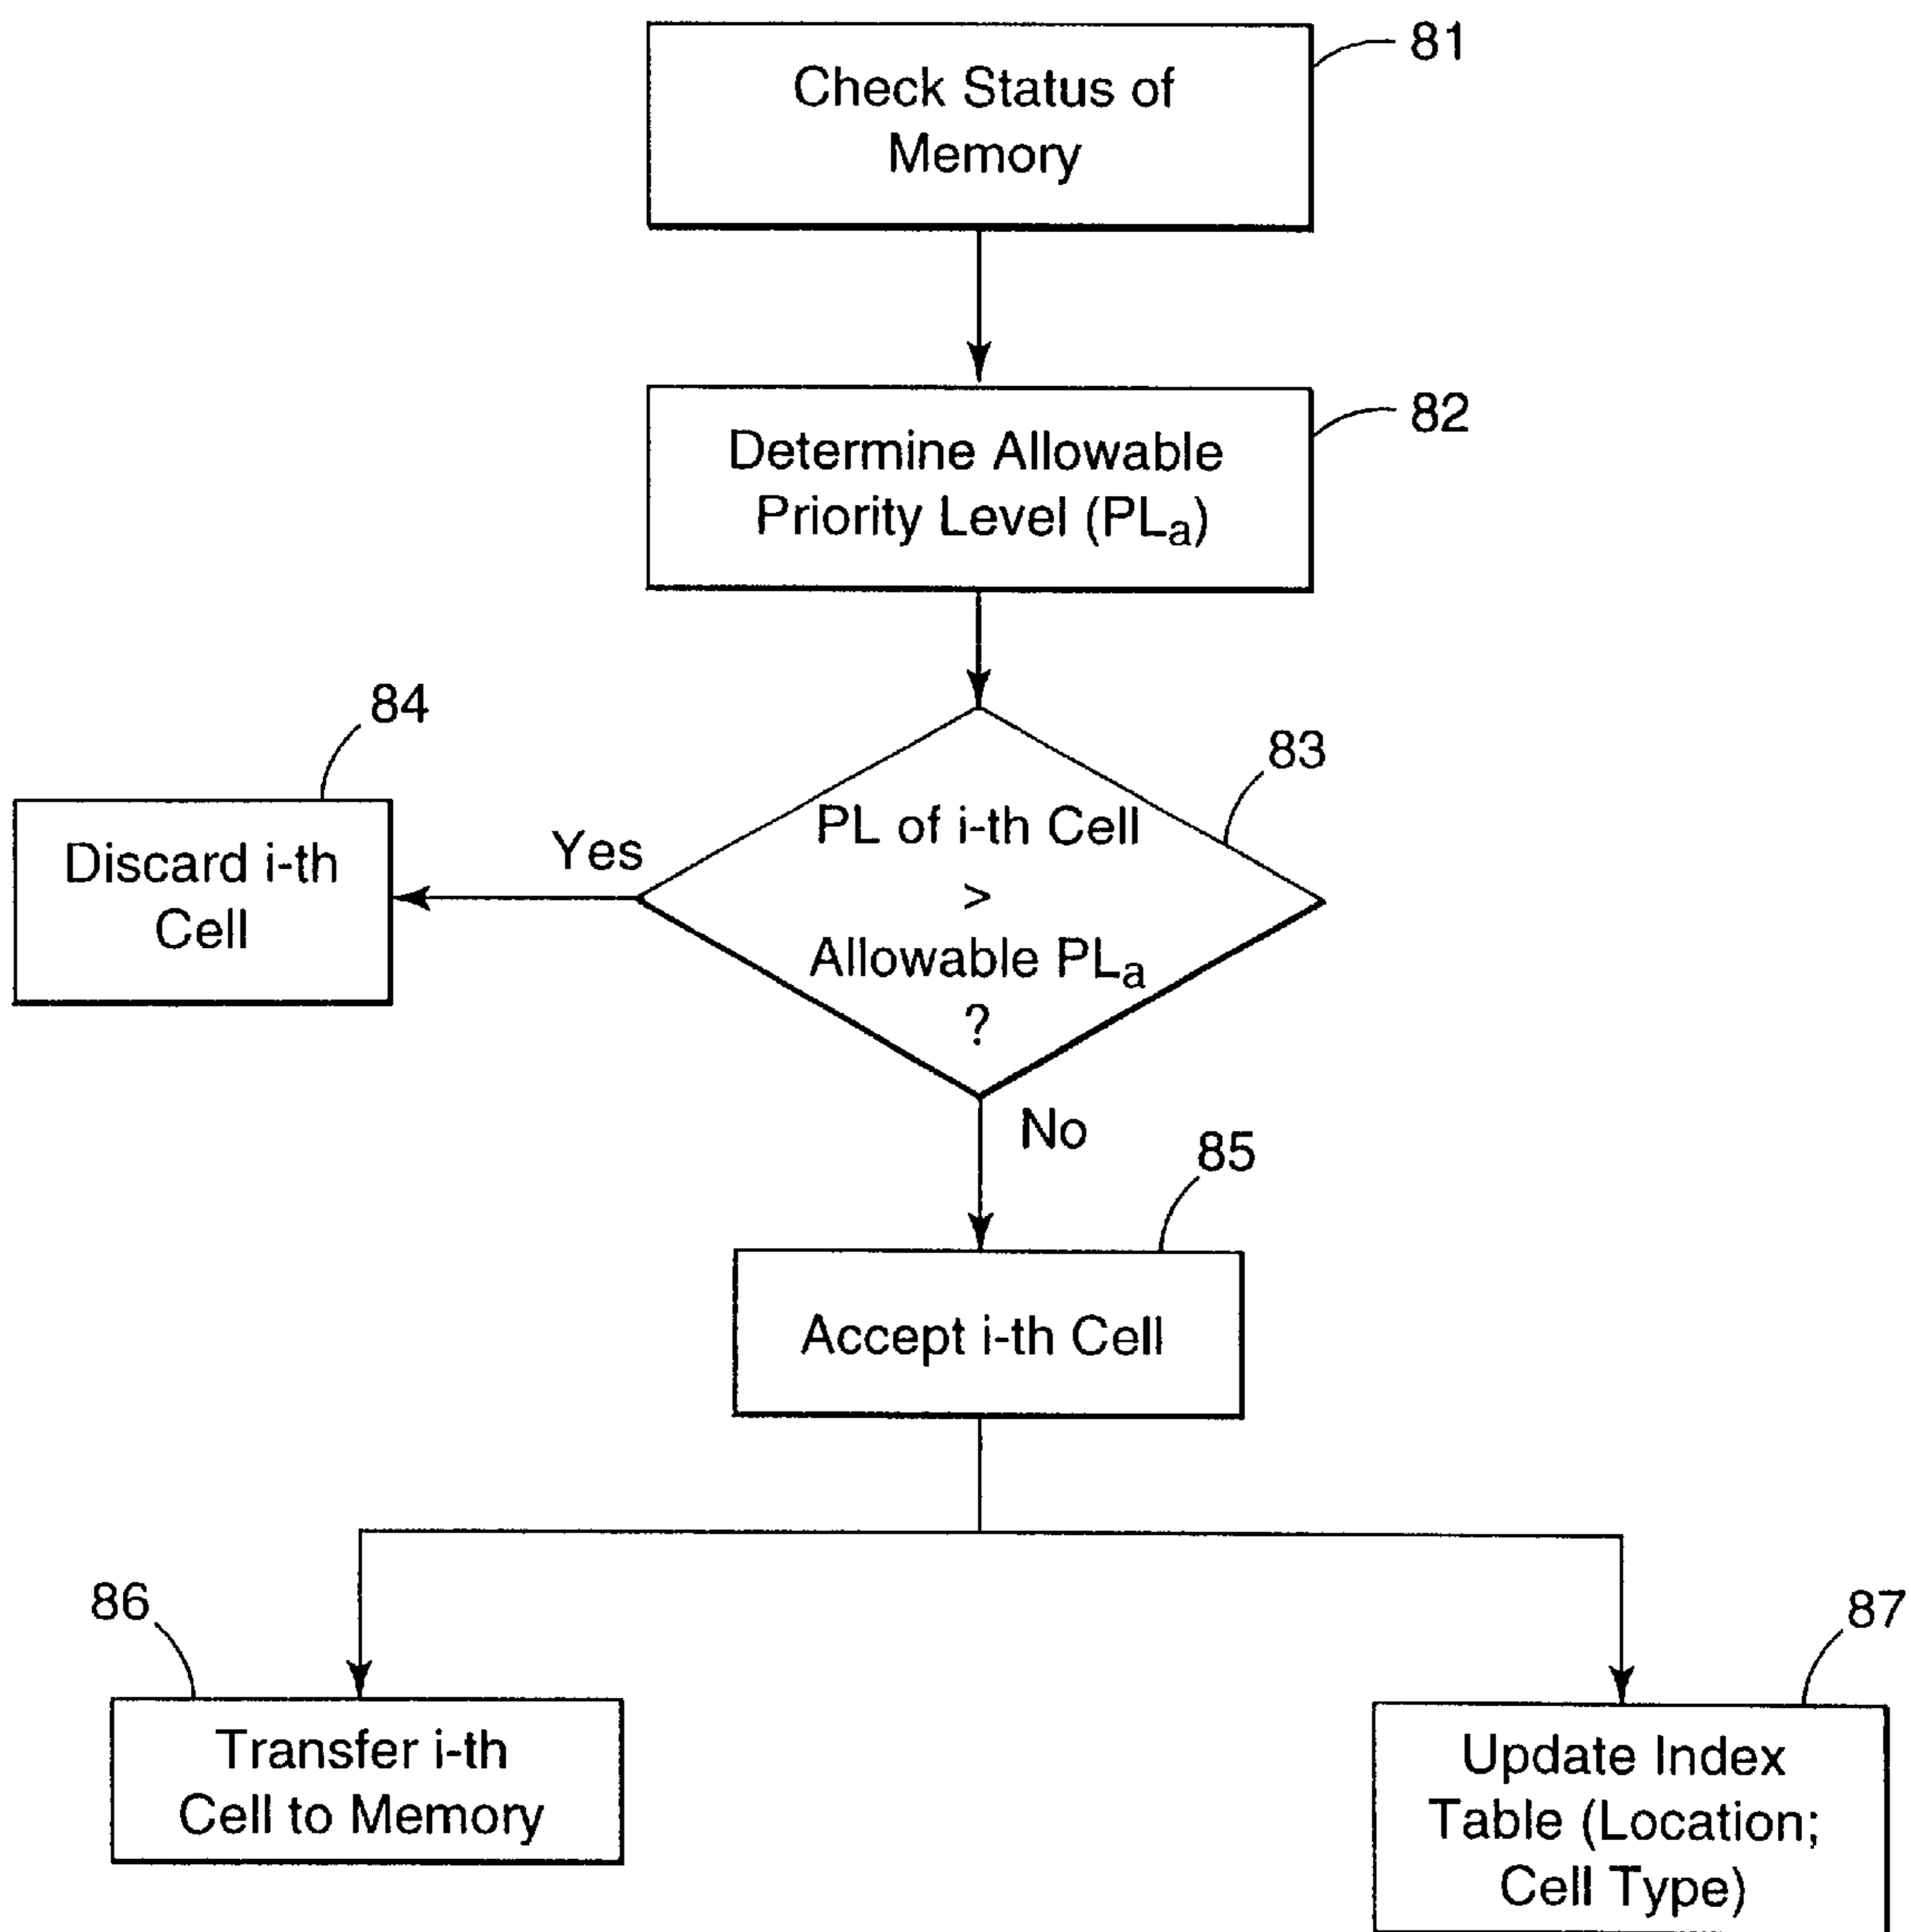 81
Check Status of
Memory
82
Determine Allowable
Priority Level (PLa)
84
83
Discard i-th
Cell
Yes
PL of i-th Cell
>
Allowable PLa
?
No
85
Accept i-th Cell
86
87
Transfer i-th
Cell to Memory
Update Index
Table (Location;
Cell Type)